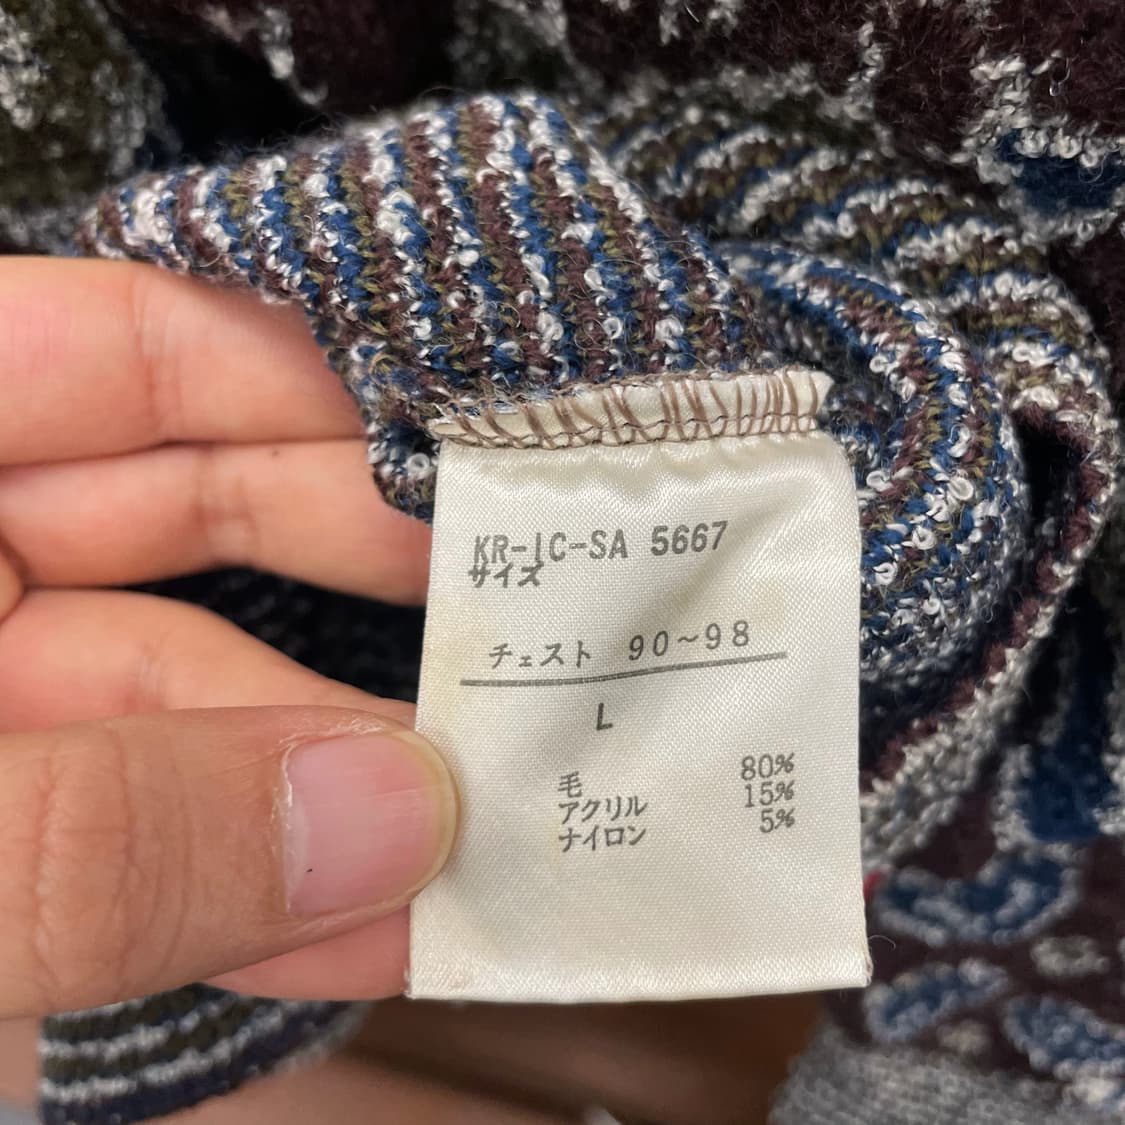 KR-IC-SA 5667
サイズ
チェスト 90~98
L
毛 80%
アクリル 15%
ナイロン 5%